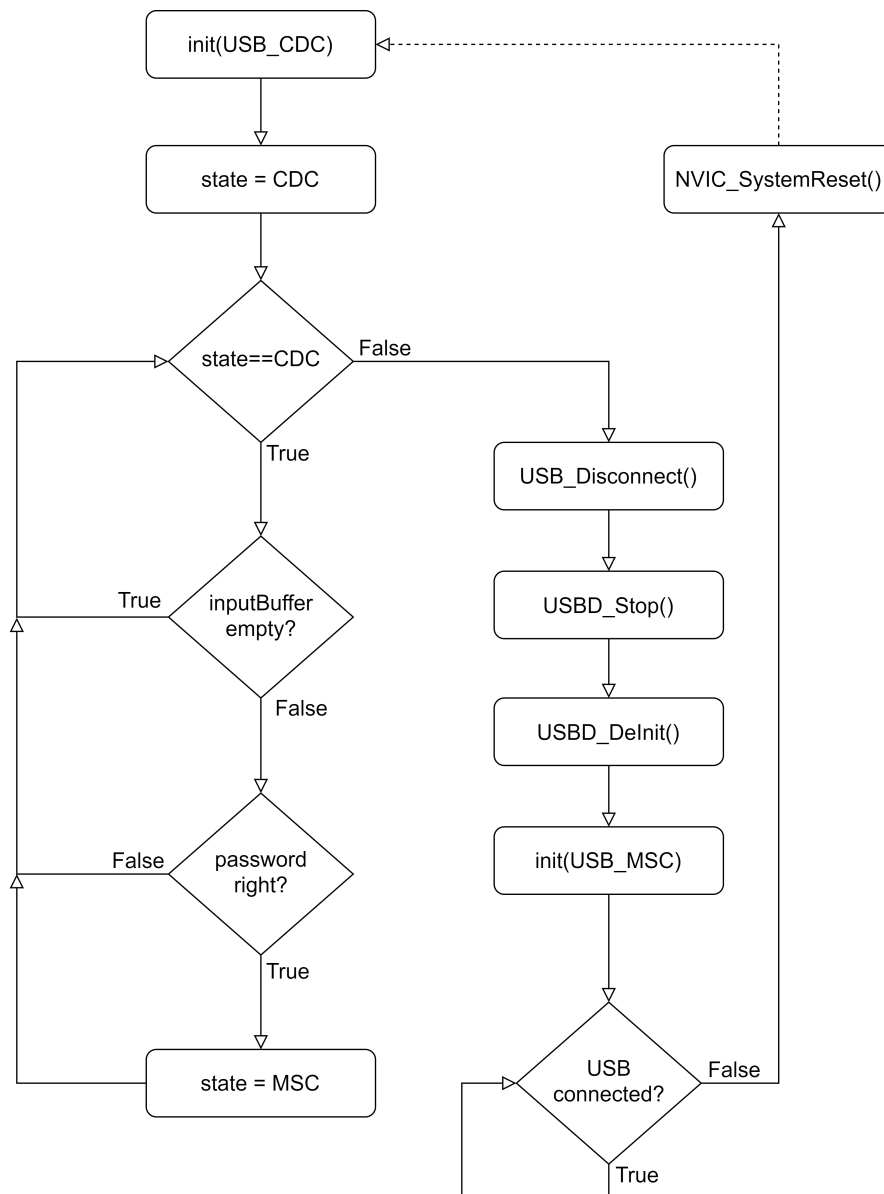 init(USB_CDC)
state = CDC
NVIC_SystemReset()
state==CDC
False
True
USB_Disconnect()
inputBuffer
empty?
True
False
USBD_Stop()
USBD_DeInit()
password
right?
False
True
init(USB_MSC)
state = MSC
USB
connected?
False
True